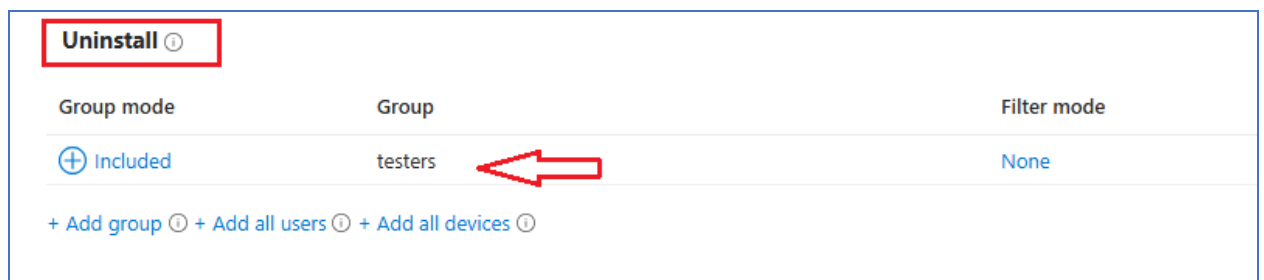 Uninstall
Group mode Group Filter mode
Included testers None
+ Add group + Add all users + Add all devices